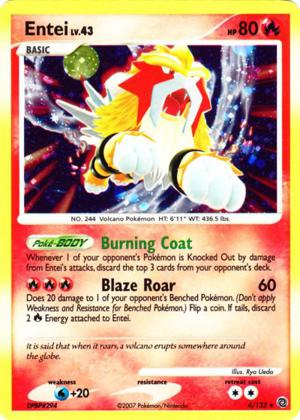 Entei LV.43 HP 80
BASIC
NO. 244 Volcano Pokémon HT: 6'11" WT: 436.5 lbs.
Poké-BODY Burning Coat
Whenever 1 of your opponent's Pokémon is Knocked Out by damage
from Entei's attacks, discard the top 3 cards from your opponent's deck.
Blaze Roar 60
Does 20 damage to 1 of your opponent's Benched Pokémon. (Don't apply
Weakness and Resistance for Benched Pokémon.) Flip a coin. If tails, discard
2 Energy attached to Entei.
It is said that when it roars, a volcano erupts somewhere around
the globe.
Illus. Ryo Ueda
weakness resistance retreat cost
+20
DPBP#294 ©2007 Pokémon/Nintendo 4/132